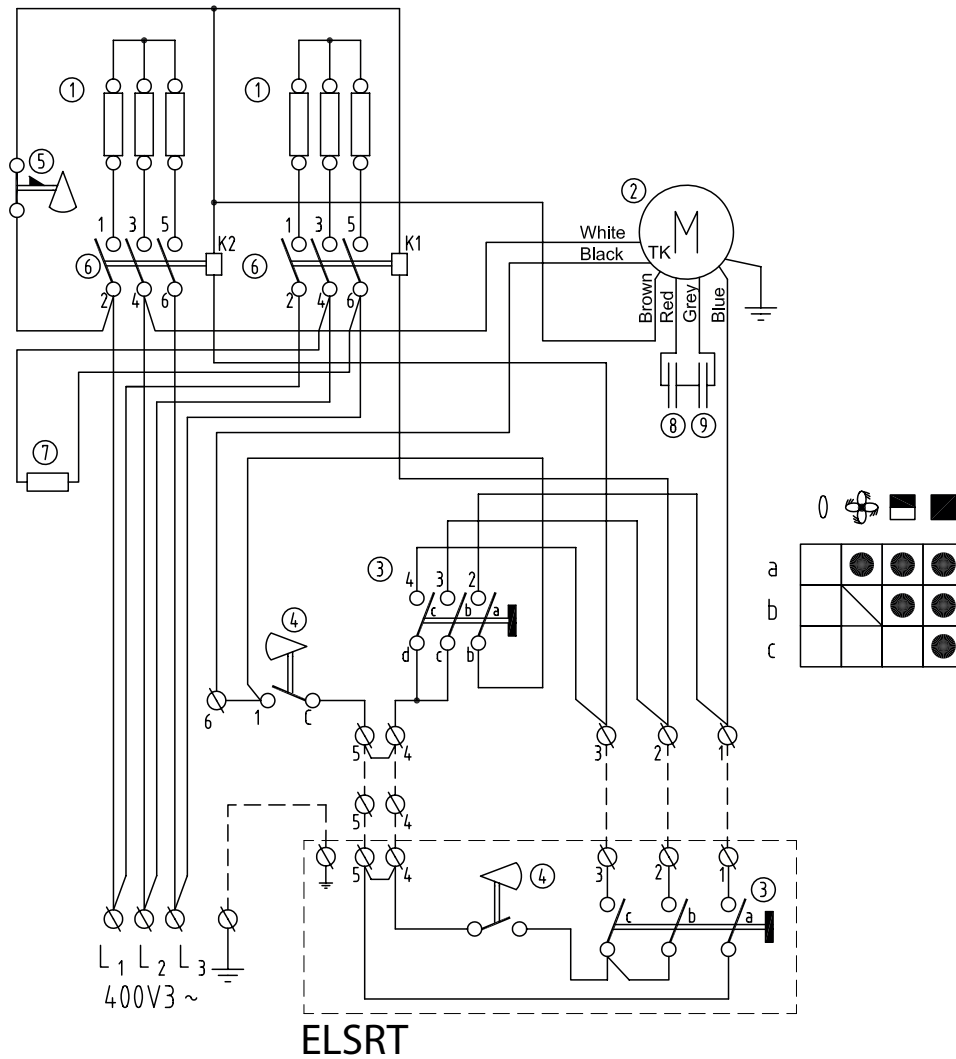 1 1
5
1 3 5 K2 1 3 5 K1
6 6
2 4 6 2 4 6
2
M
TK
White
Black
Brown
Red
Grey
Blue
8 9
7
a
b
c
3
4 3 2
c b a
d c b
4
6 1 C
5 4 3 2 1
5 4
5 4 3 2 1
4 3
c b a
L1 L2 L3
400V3 ~
ELSRT